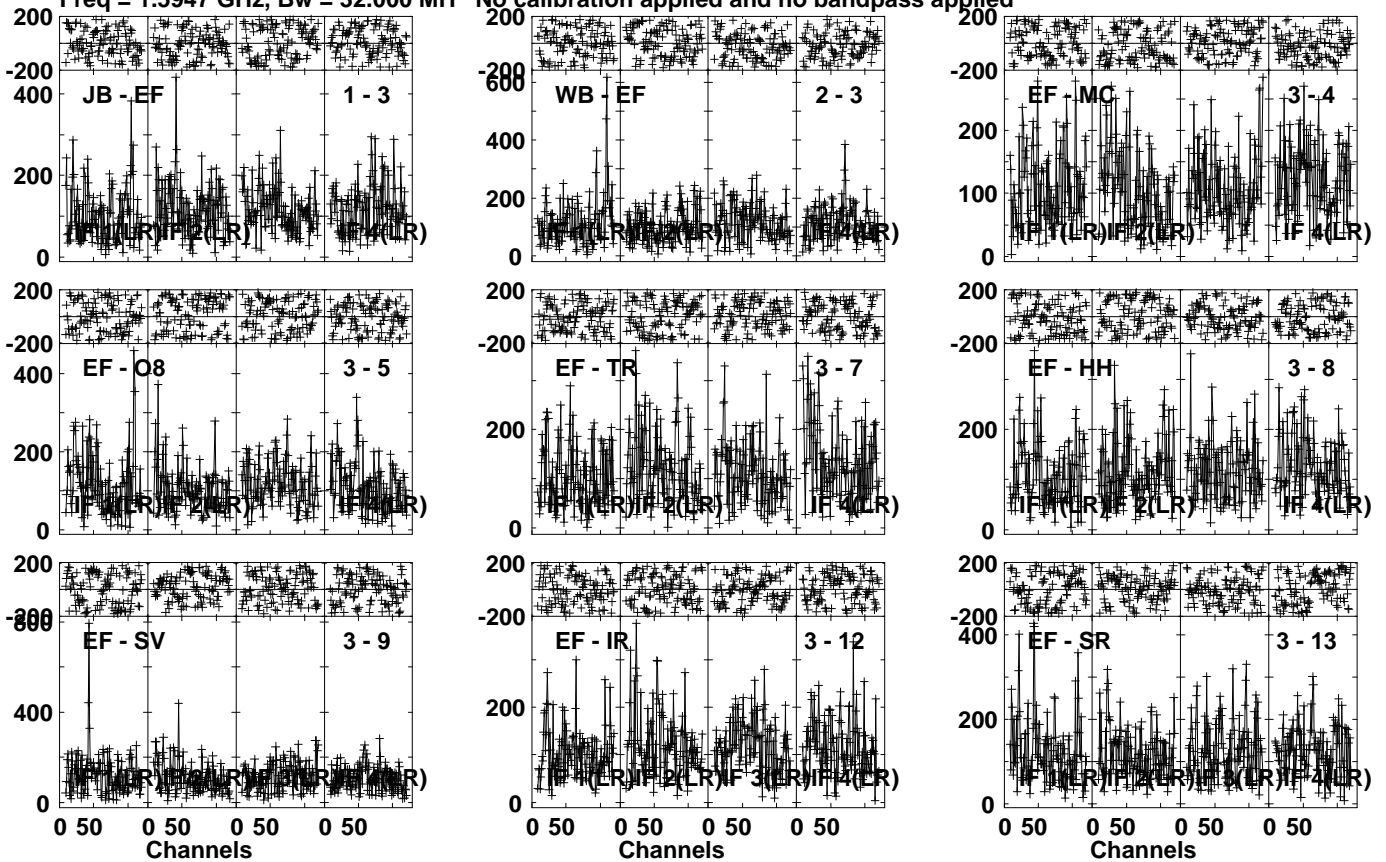 Freq = 1.5947 GHz, Bw = 32.000 MH No calibration applied and no bandpass applied
200 200 200
-200 -200 -200
JB - EF 1 - 3
400
200
0
IF 1(LR) IF 2(LR) IF 4(LR)
WB - EF 2 - 3
600
400
200
0
IF 1(LR) IF 2(LR) IF 4(LR)
EF - MC 3 - 4
200
100
0
IF 1(LR) IF 2(LR) IF 4(LR)
200 200 200
-200 -200 -200
EF - O8 3 - 5
400
200
0
IF 1(LR) IF 2(LR) IF 4(LR)
EF - TR 3 - 7
200
0
IF 1(LR) IF 2(LR) IF 4(LR)
EF - HH 3 - 8
200
0
IF 1(LR) IF 2(LR) IF 4(LR)
200 200 200
-200 -200 -200
EF - SV 3 - 9
800
400
0
IF 1(LR) IF 2(LR) IF 3(LR) IF 4(LR)
EF - IR 3 - 12
200
0
IF 1(LR) IF 2(LR) IF 3(LR) IF 4(LR)
EF - SR 3 - 13
400
200
0
IF 1(LR) IF 2(LR) IF 3(LR) IF 4(LR)
0 50 0 50 0 50 0 50
Channels
0 50 0 50 0 50 0 50
Channels
0 50 0 50 0 50 0 50
Channels